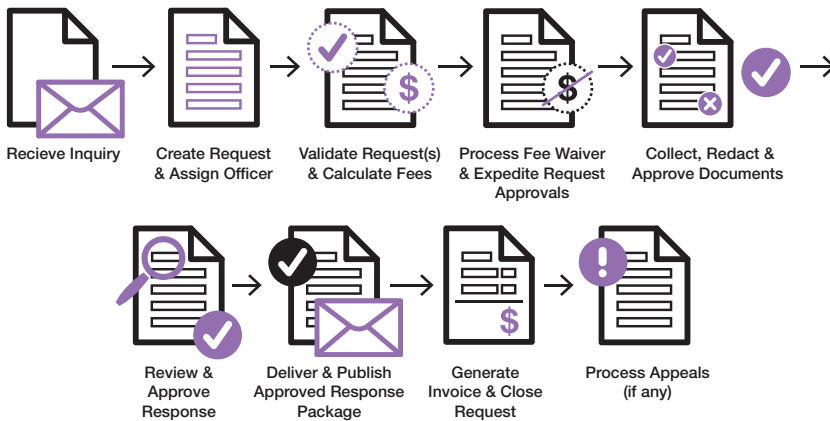 $
$
Recieve Inquiry
Create Request
& Assign Officer
Validate Request(s)
& Calculate Fees
Process Fee Waiver
& Expedite Request
Approvals
Collect, Redact &
Approve Documents
$
Review &
Approve
Response
Deliver & Publish
Approved Response
Package
Generate
Invoice & Close
Request
Process Appeals
(if any)